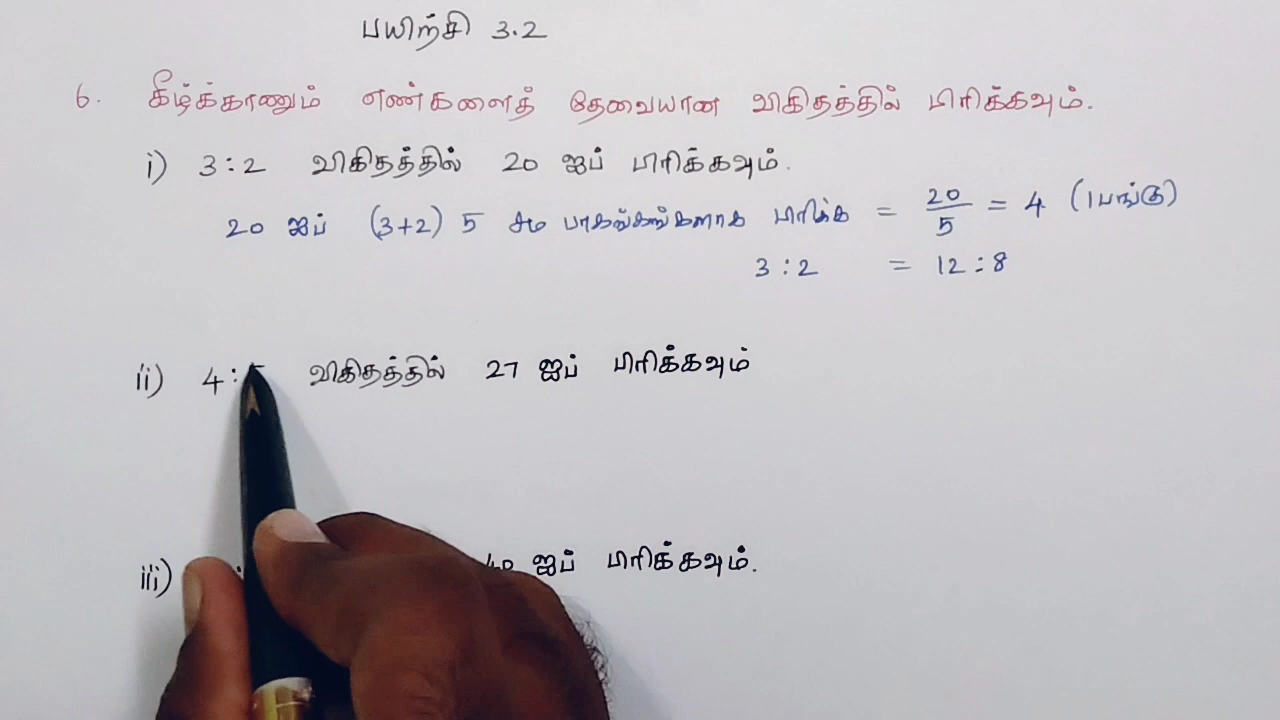 பயிற்சி 3.2
6. கீழ்க்காணும் எண்களைத் தேவையான விகிதத்தில் பிரிக்கவும்.
i) 3:2 விகிதத்தில் 20 ஐப் பிரிக்கவும்.
20 ஐப் (3+2) 5 சம பாகங்கங்களாக பிரிக்க = 20/5 = 4 (1பங்கு)
3:2 = 12:8
ii) 4:5 விகிதத்தில் 27 ஐப் பிரிக்கவும்
iii) ஐப் பிரிக்கவும்.